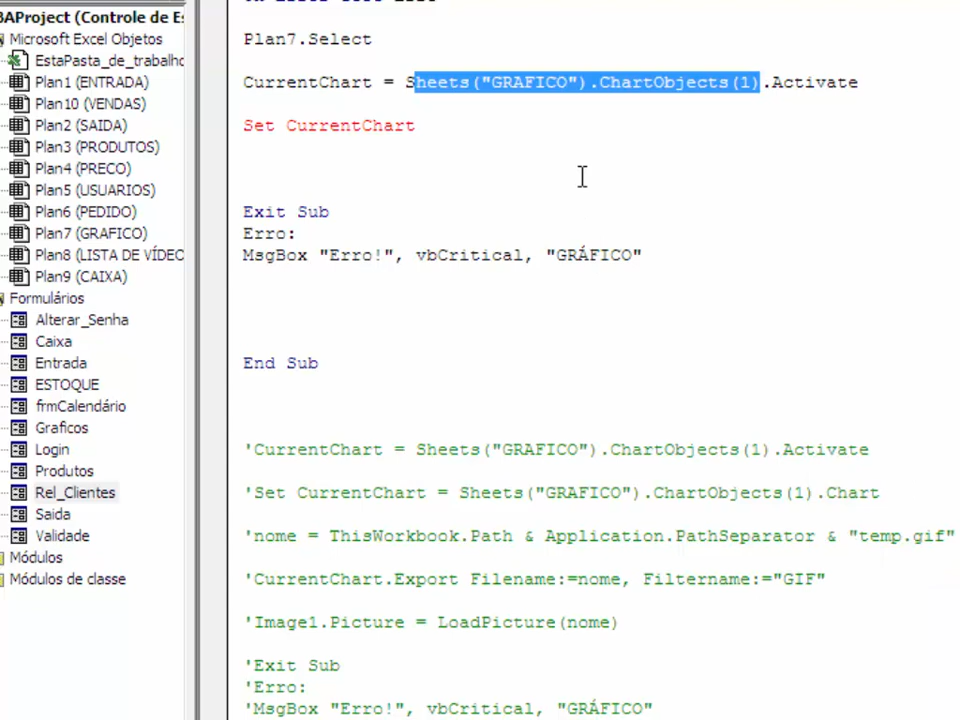 BAProject (Controle de Es
Microsoft Excel Objetos
EstaPasta_de_trabalho
Plan1 (ENTRADA)
Plan10 (VENDAS)
Plan2 (SAIDA)
Plan3 (PRODUTOS)
Plan4 (PRECO)
Plan5 (USUARIOS)
Plan6 (PEDIDO)
Plan7 (GRAFICO)
Plan8 (LISTA DE VÍDEO
Plan9 (CAIXA)
Formulários
Alterar_Senha
Caixa
Entrada
ESTOQUE
frmCalendário
Graficos
Login
Produtos
Rel_Clientes
Saida
Validade
Módulos
Módulos de classe
Plan7.Select
CurrentChart = Sheets("GRAFICO").ChartObjects(1).Activate
Set CurrentChart
Exit Sub
Erro:
MsgBox "Erro!", vbCritical, "GRÁFICO"
End Sub
'CurrentChart = Sheets("GRAFICO").ChartObjects(1).Activate
'Set CurrentChart = Sheets("GRAFICO").ChartObjects(1).Chart
'nome = ThisWorkbook.Path & Application.PathSeparator & "temp.gif"
'CurrentChart.Export Filename:=nome, Filtername:="GIF"
'Image1.Picture = LoadPicture(nome)
'Exit Sub
'Erro:
'MsgBox "Erro!", vbCritical, "GRÁFICO"